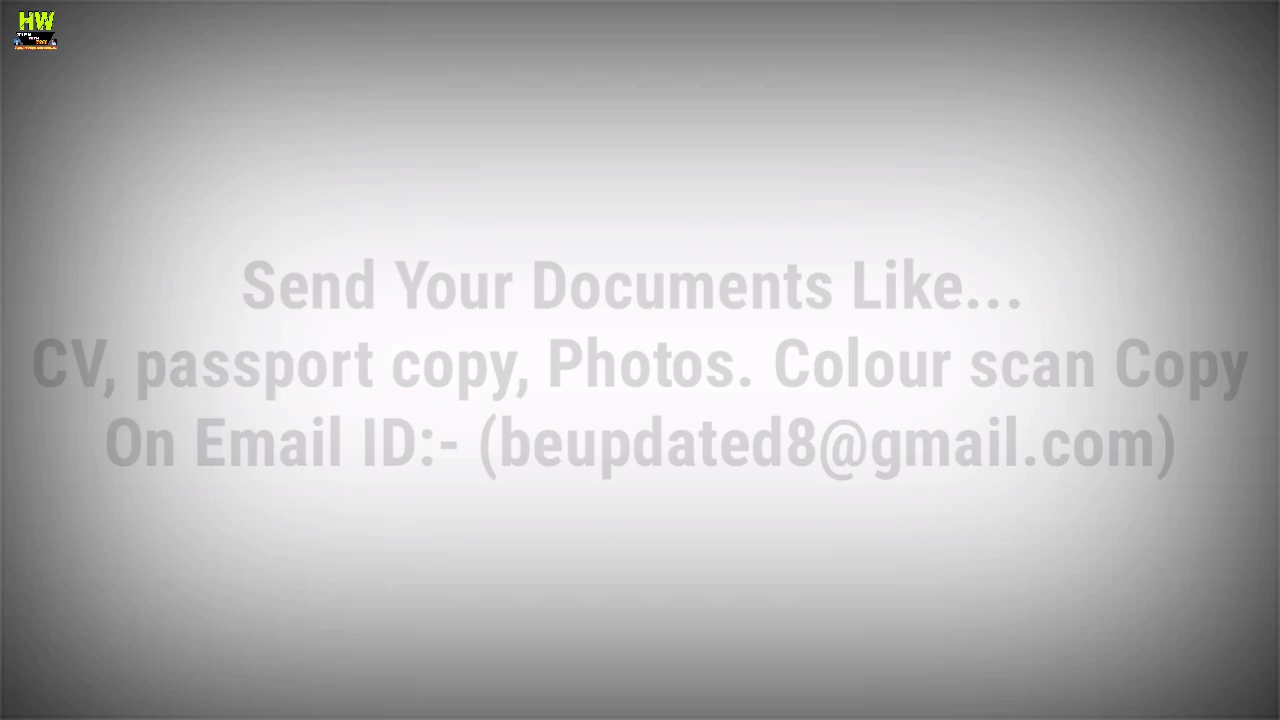 HW
Send Your Documents Like...
CV, passport copy, Photos. Colour scan Copy
On Email ID:- (beupdated8@gmail.com)